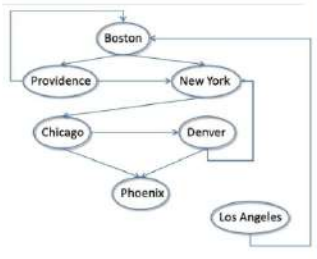 Boston
Providence
New York
Chicago
Denver
Phoenix
Los Angeles